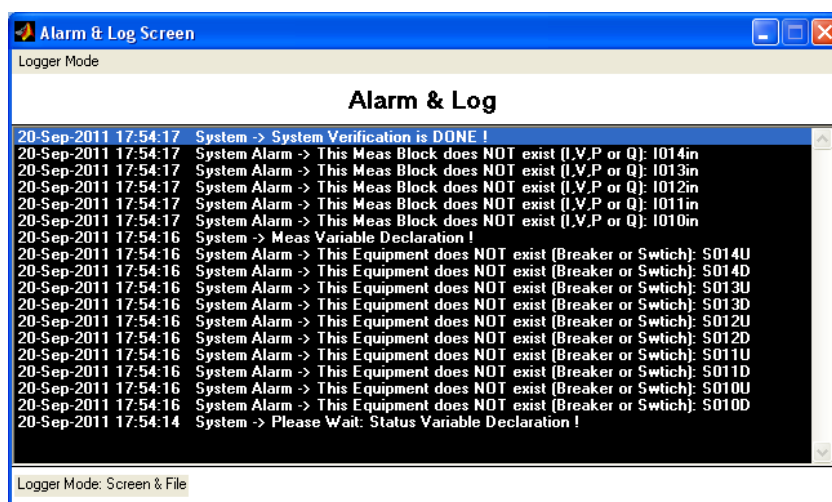 Alarm & Log Screen
Logger Mode
Alarm & Log
20-Sep-2011 17:54:17 System -> System Verification is DONE !
20-Sep-2011 17:54:17 System Alarm -> This Meas Block does NOT exist (I,V,P or Q): I014in
20-Sep-2011 17:54:17 System Alarm -> This Meas Block does NOT exist (I,V,P or Q): I013in
20-Sep-2011 17:54:17 System Alarm -> This Meas Block does NOT exist (I,V,P or Q): I012in
20-Sep-2011 17:54:17 System Alarm -> This Meas Block does NOT exist (I,V,P or Q): I011in
20-Sep-2011 17:54:17 System Alarm -> This Meas Block does NOT exist (I,V,P or Q): I010in
20-Sep-2011 17:54:16 System -> Meas Variable Declaration !
20-Sep-2011 17:54:16 System Alarm -> This Equipment does NOT exist (Breaker or Swtich): S014U
20-Sep-2011 17:54:16 System Alarm -> This Equipment does NOT exist (Breaker or Swtich): S014D
20-Sep-2011 17:54:16 System Alarm -> This Equipment does NOT exist (Breaker or Swtich): S013U
20-Sep-2011 17:54:16 System Alarm -> This Equipment does NOT exist (Breaker or Swtich): S013D
20-Sep-2011 17:54:16 System Alarm -> This Equipment does NOT exist (Breaker or Swtich): S012U
20-Sep-2011 17:54:16 System Alarm -> This Equipment does NOT exist (Breaker or Swtich): S012D
20-Sep-2011 17:54:16 System Alarm -> This Equipment does NOT exist (Breaker or Swtich): S011U
20-Sep-2011 17:54:16 System Alarm -> This Equipment does NOT exist (Breaker or Swtich): S011D
20-Sep-2011 17:54:16 System Alarm -> This Equipment does NOT exist (Breaker or Swtich): S010U
20-Sep-2011 17:54:16 System Alarm -> This Equipment does NOT exist (Breaker or Swtich): S010D
20-Sep-2011 17:54:14 System -> Please Wait: Status Variable Declaration !
Logger Mode: Screen & File